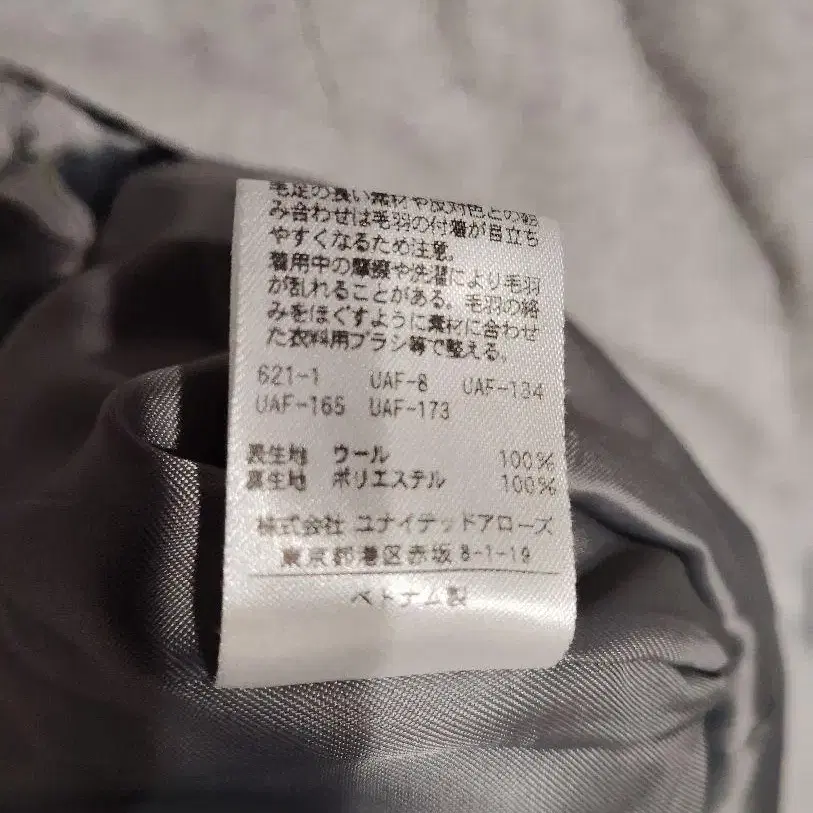 毛足の長い素材や反対色との組
み合わせは毛羽の付着が目立ち
やすくなるため注意。
着用中の摩擦や洗濯により毛羽
が乱れることがある。毛羽の絡
みをほぐすように素材に合わせ
た衣料用ブラシ等で整える。
621-1 UAF-8 UAF-134
UAF-165 UAF-173
表生地 ウール 100%
裏生地 ポリエステル 100%
株式会社 ユナイテッドアローズ
東京都港区赤坂8-1-19
ベトナム製